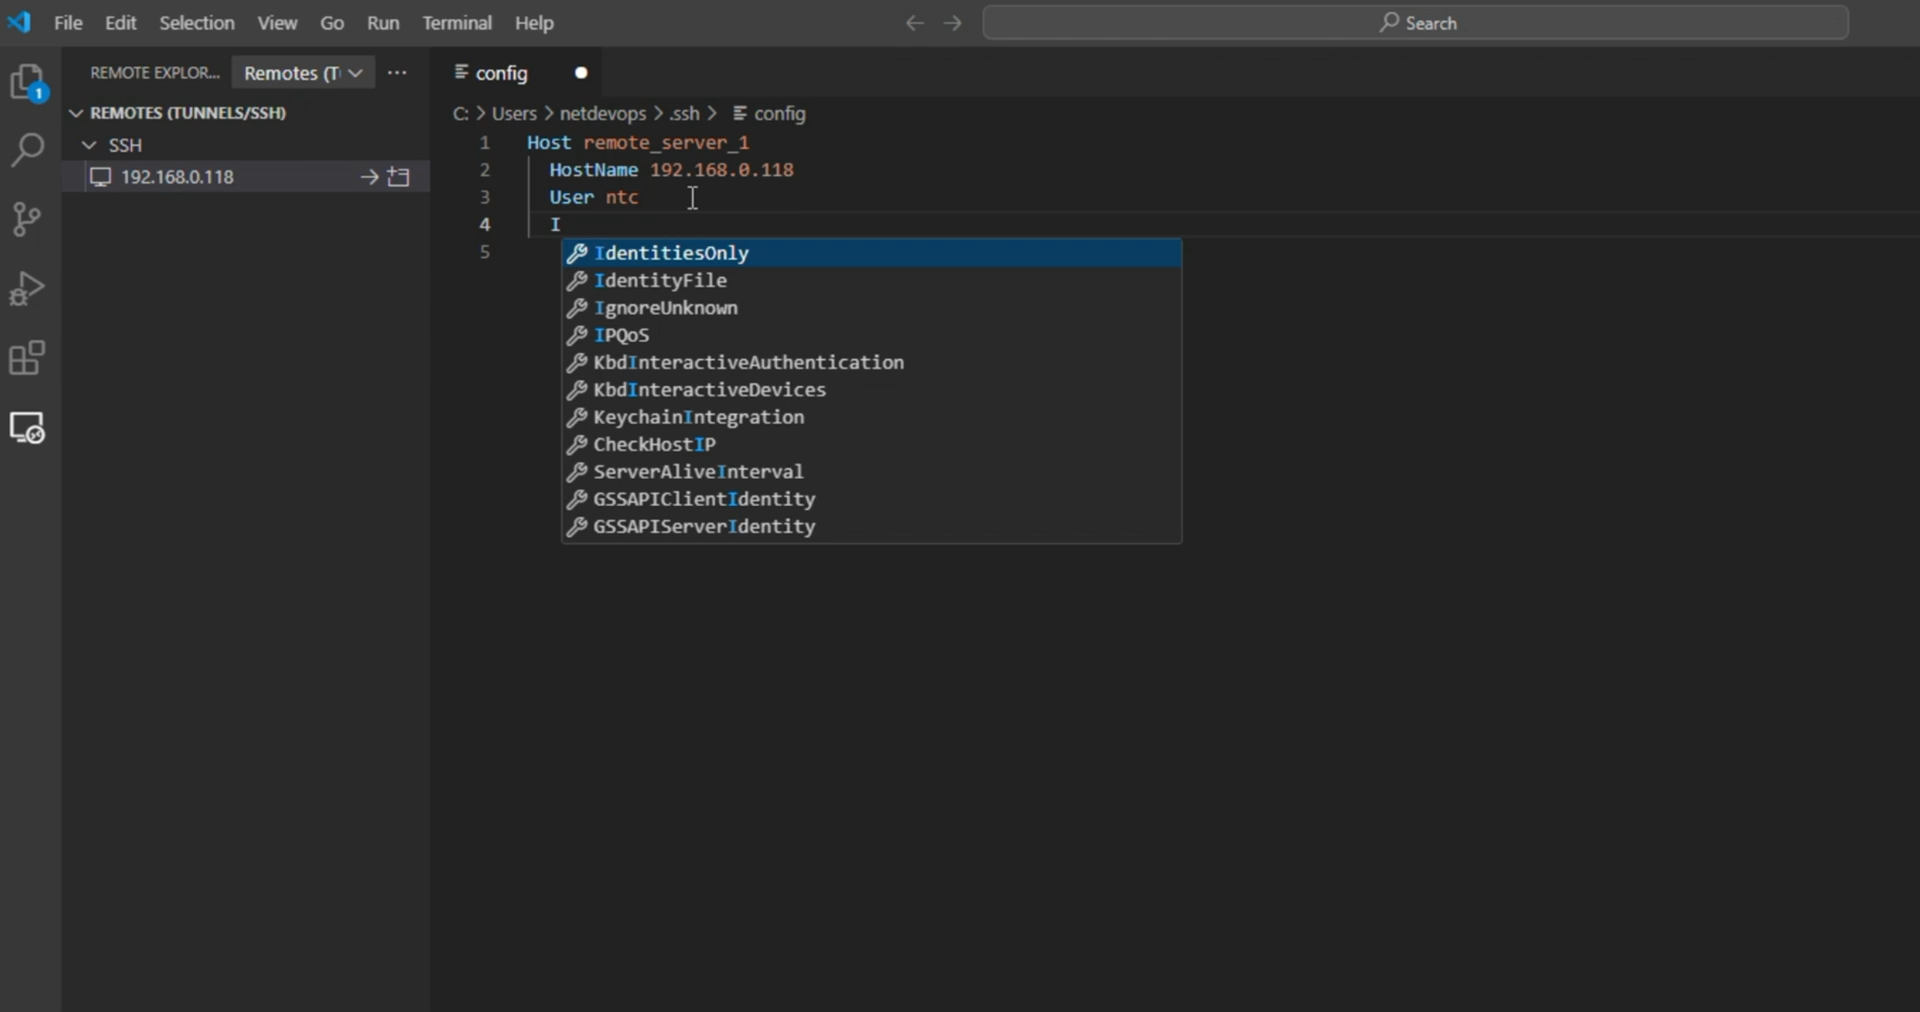 File Edit Selection View Go Run Terminal Help
Search
REMOTE EXPLOR... Remotes (T
config
1
REMOTES (TUNNELS/SSH)
SSH
192.168.0.118
C: > Users > netdevops > .ssh > config
1 Host remote_server_1
2 HostName 192.168.0.118
3 User ntc
4 I
5
IdentitiesOnly
IdentityFile
IgnoreUnknown
IPQoS
KbdInteractiveAuthentication
KbdInteractiveDevices
KeychainIntegration
CheckHostIP
ServerAliveInterval
GSSAPIClientIdentity
GSSAPIServerIdentity